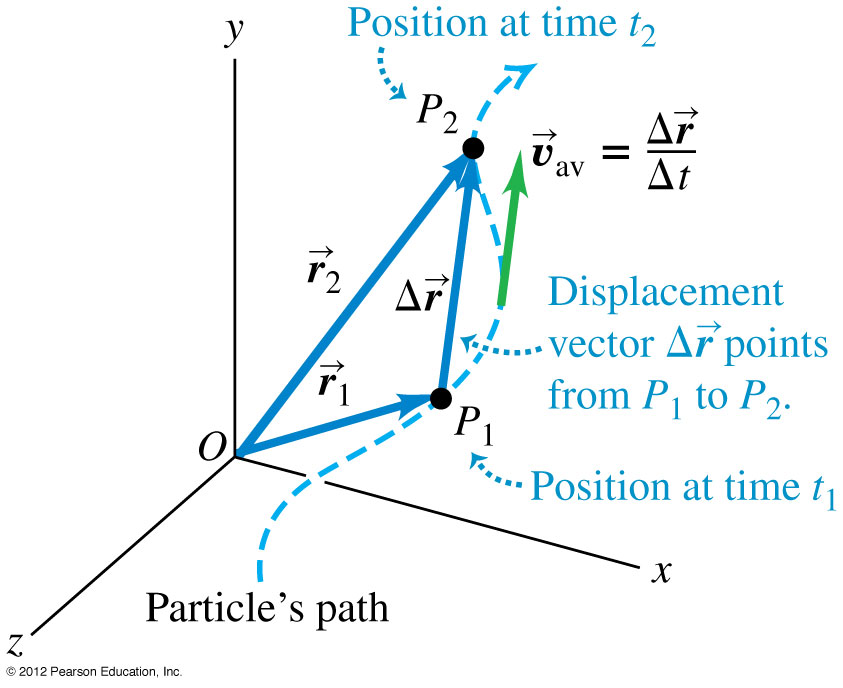 y
Position at time t₂
P₂
v⃗av = Δr⃗/Δt
r⃗₂
Δr⃗
Displacement
vector Δr⃗ points
from P₁ to P₂.
r⃗₁
P₁
O
Position at time t₁
x
Particle’s path
z
© 2012 Pearson Education, Inc.